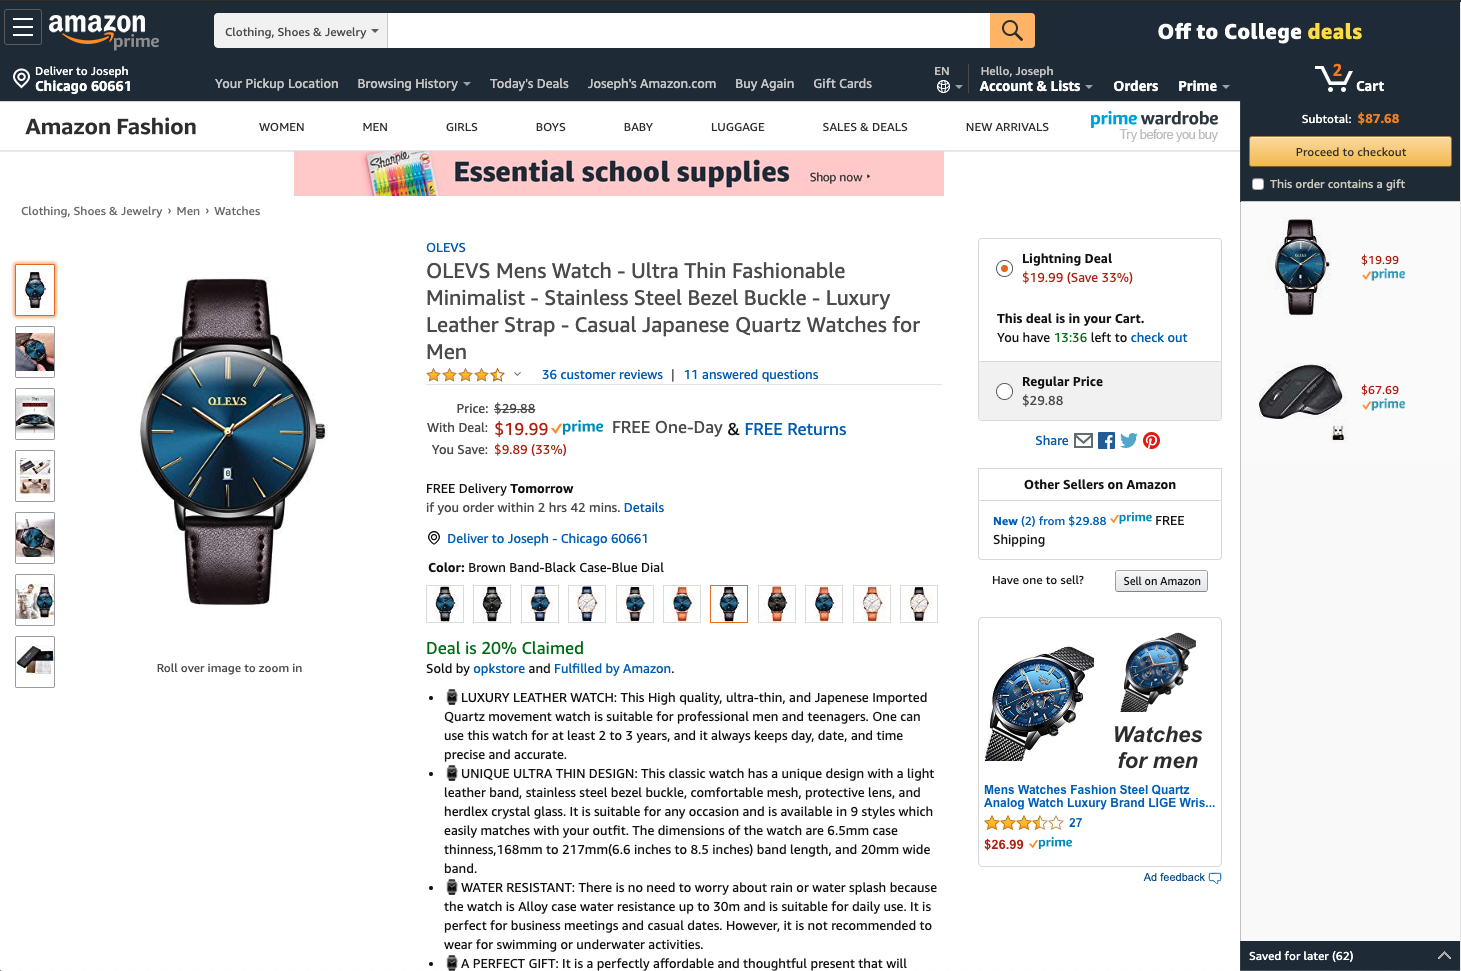 amazon
prime
Clothing, Shoes & Jewelry
Off to College deals
Deliver to Joseph
Chicago 60661
Your Pickup Location
Browsing History
Today's Deals
Joseph's Amazon.com
Buy Again
Gift Cards
EN
Hello, Joseph
Account & Lists
Orders
Prime
2
Cart
Amazon Fashion
WOMEN
MEN
GIRLS
BOYS
BABY
LUGGAGE
SALES & DEALS
NEW ARRIVALS
prime wardrobe
Try before you buy
Subtotal: $87.68
Proceed to checkout
This order contains a gift
Sharpie
Essential school supplies
Shop now
Clothing, Shoes & Jewelry › Men › Watches
OLEVS
OLEVS
OLEVS Mens Watch - Ultra Thin Fashionable
Minimalist - Stainless Steel Bezel Buckle - Luxury
Leather Strap - Casual Japanese Quartz Watches for
Men
36 customer reviews | 11 answered questions
Price: $29.88
With Deal: $19.99 prime FREE One-Day & FREE Returns
You Save: $9.89 (33%)
FREE Delivery Tomorrow
if you order within 2 hrs 42 mins. Details
Deliver to Joseph - Chicago 60661
Color: Brown Band-Black Case-Blue Dial
Deal is 20% Claimed
Sold by opkstore and Fulfilled by Amazon.
Roll over image to zoom in
• LUXURY LEATHER WATCH: This High quality, ultra-thin, and Japenese Imported
Quartz movement watch is suitable for professional men and teenagers. One can
use this watch for at least 2 to 3 years, and it always keeps day, date, and time
precise and accurate.
• UNIQUE ULTRA THIN DESIGN: This classic watch has a unique design with a light
leather band, stainless steel bezel buckle, comfortable mesh, protective lens, and
herdlex crystal glass. It is suitable for any occasion and is available in 9 styles which
easily matches with your outfit. The dimensions of the watch are 6.5mm case
thinness,168mm to 217mm(6.6 inches to 8.5 inches) band length, and 20mm wide
band.
• WATER RESISTANT: There is no need to worry about rain or water splash because
the watch is Alloy case water resistance up to 30m and is suitable for daily use. It is
perfect for business meetings and casual dates. However, it is not recommended to
wear for swimming or underwater activities.
• A PERFECT GIFT: It is a perfectly affordable and thoughtful present that will
Lightning Deal
$19.99 (Save 33%)
This deal is in your Cart.
You have 13:36 left to check out
Regular Price
$29.88
Share
Other Sellers on Amazon
New (2) from $29.88 prime FREE
Shipping
Have one to sell?
Sell on Amazon
Watches
for men
Mens Watches Fashion Steel Quartz
Analog Watch Luxury Brand LIGE Wris...
27
$26.99 prime
Ad feedback
$19.99
prime
$67.69
prime
Saved for later (62)